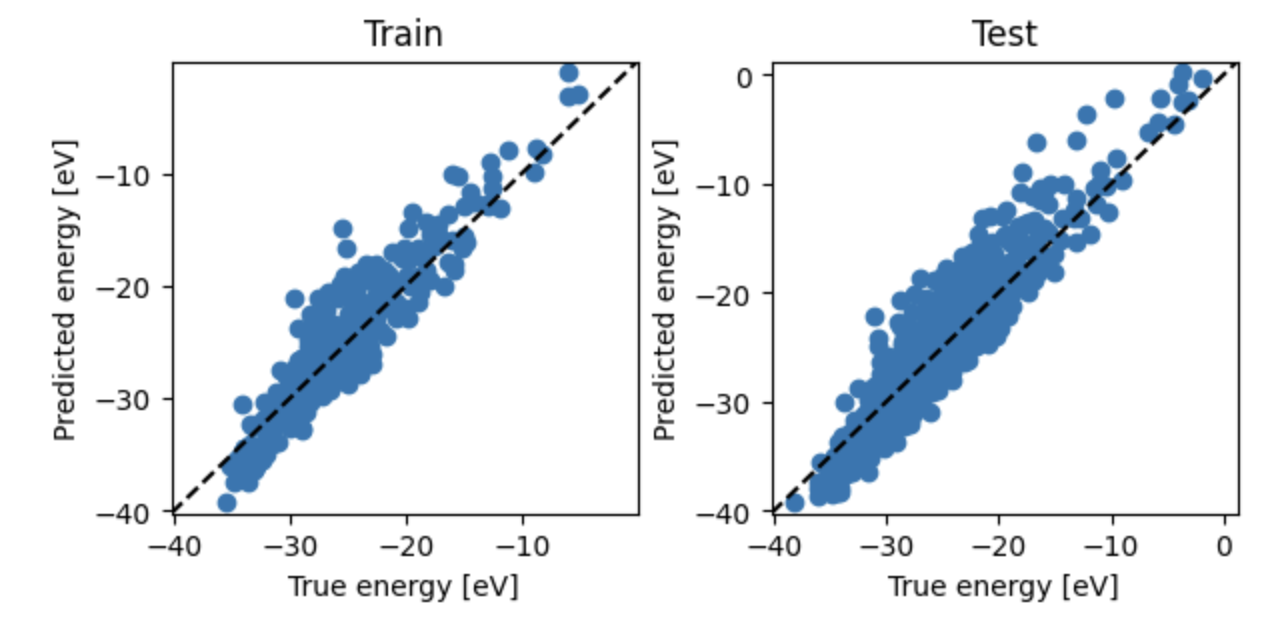 Train
Predicted energy [eV]
−10
−20
−30
−40
−40 −30 −20 −10
True energy [eV]
Test
Predicted energy [eV]
0
−10
−20
−30
−40
−40 −30 −20 −10 0
True energy [eV]